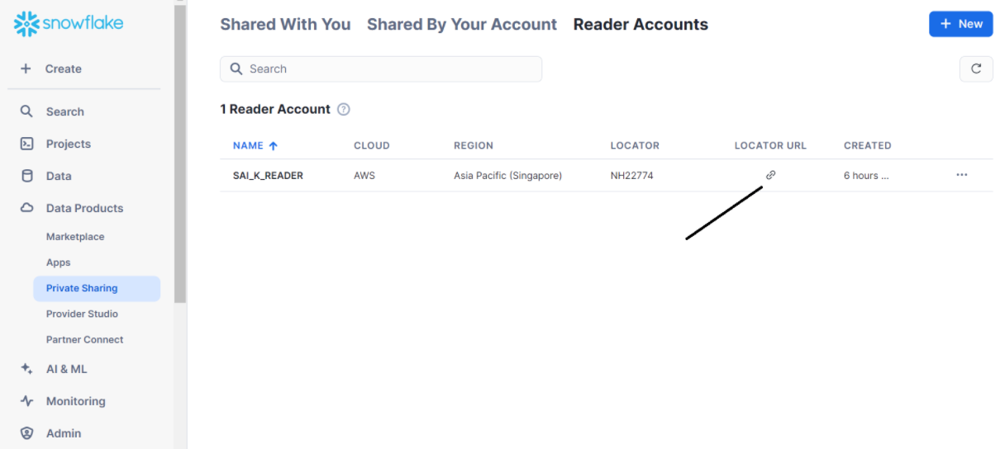 snowflake
Create
Search
Projects
Data
Data Products
Marketplace
Apps
Private Sharing
Provider Studio
Partner Connect
AI & ML
Monitoring
Admin
Shared With You Shared By Your Account Reader Accounts
+ New
Search
1 Reader Account ?
NAME ↑ CLOUD REGION LOCATOR LOCATOR URL CREATED
SAI_K_READER AWS Asia Pacific (Singapore) NH22774 6 hours ... ...